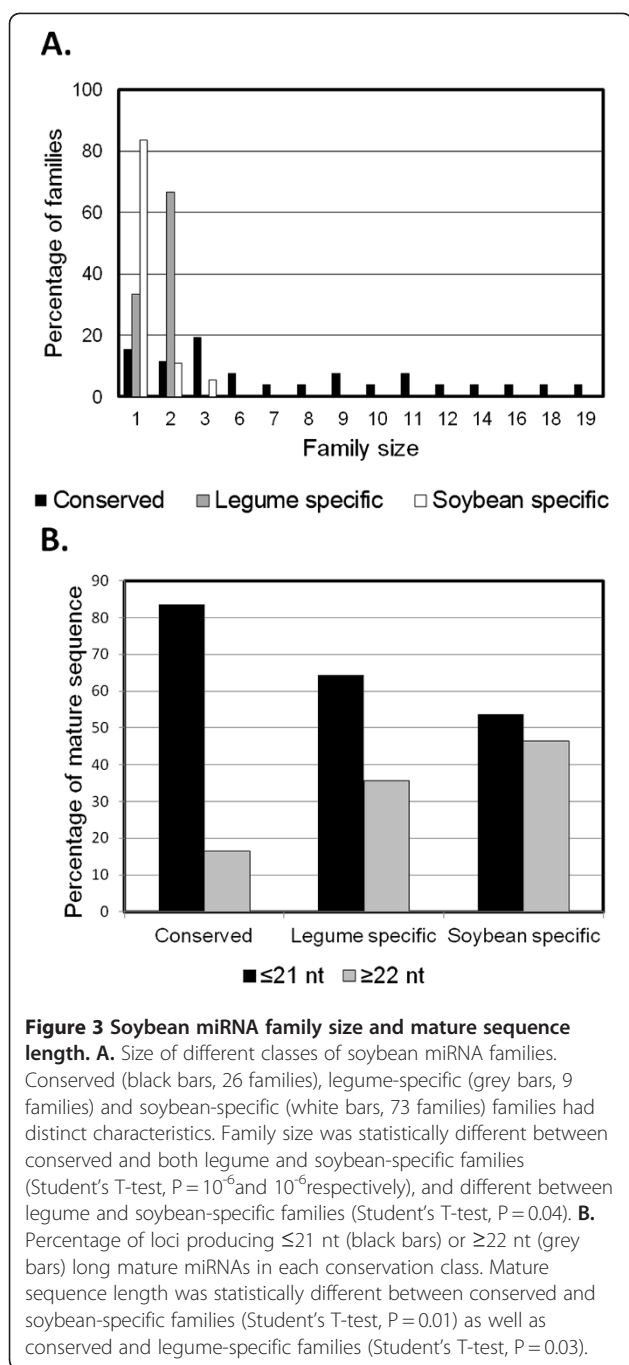 A.
Percentage of families
100
80
60
40
20
0
1 2 3 6 7 8 9 10 11 12 14 16 18 19
Family size
Conserved Legume specific Soybean specific
B.
Percentage of mature sequence
90
80
70
60
50
40
30
20
10
0
Conserved Legume specific Soybean specific
≤21 nt ≥22 nt
Figure 3 Soybean miRNA family size and mature sequence
length. A. Size of different classes of soybean miRNA families.
Conserved (black bars, 26 families), legume-specific (grey bars, 9
families) and soybean-specific (white bars, 73 families) families had
distinct characteristics. Family size was statistically different between
conserved and both legume and soybean-specific families
(Student's T-test, P = 10⁻⁶and 10⁻⁶respectively), and different between
legume and soybean-specific families (Student's T-test, P = 0.04). B.
Percentage of loci producing ≤21 nt (black bars) or ≥22 nt (grey
bars) long mature miRNAs in each conservation class. Mature
sequence length was statistically different between conserved and
soybean-specific families (Student's T-test, P = 0.01) as well as
conserved and legume-specific families (Student's T-test, P = 0.03).